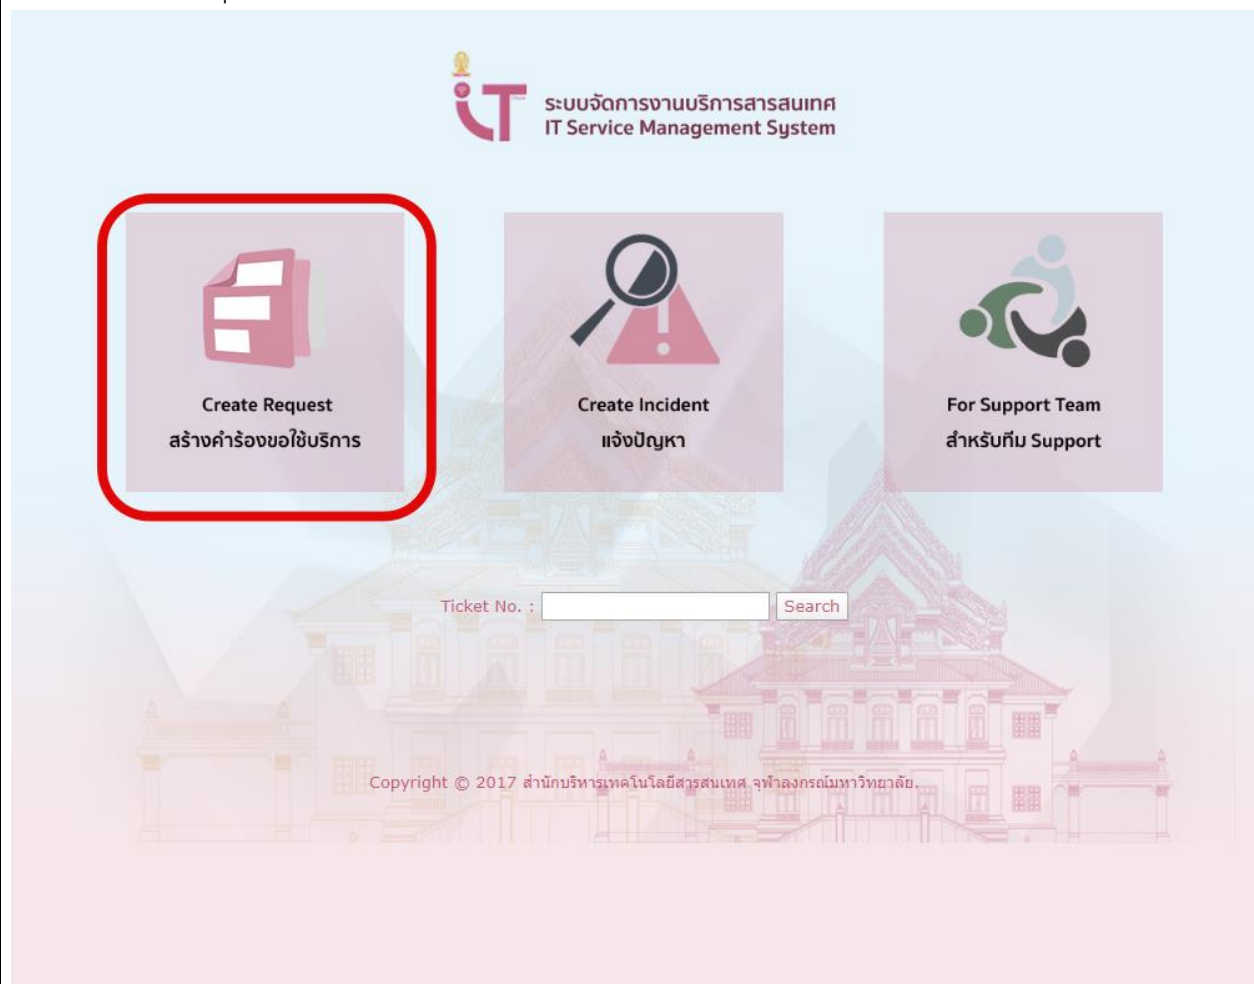 ระบบจัดการงานบริการสารสนเทศ
IT Service Management System
Create Request
สร้างคำร้องขอใช้บริการ
Create Incident
แจ้งปัญหา
For Support Team
สำหรับทีม Support
Ticket No. : Search
Copyright © 2017 สำนักบริหารเทคโนโลยีสารสนเทศ จุฬาลงกรณ์มหาวิทยาลัย.